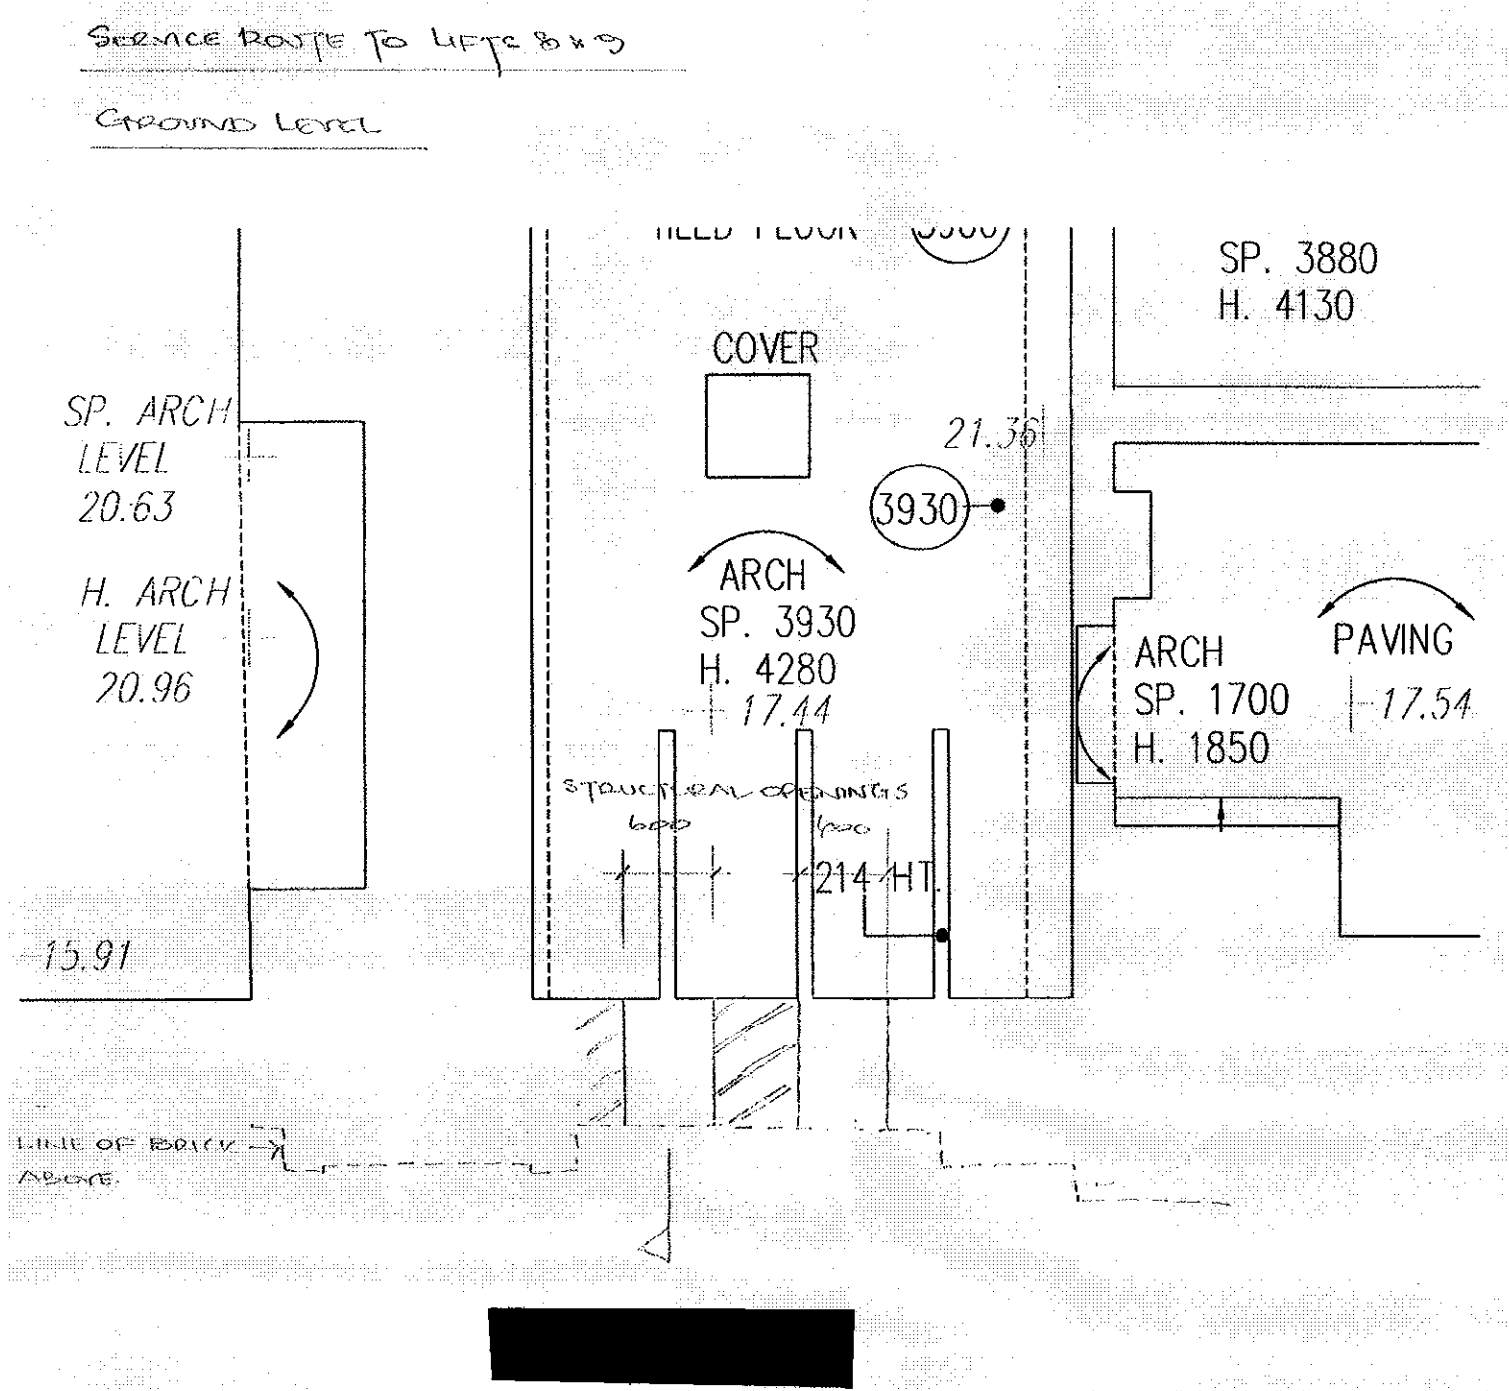 SERVICE ROUTE TO LIFTS 8 & 9
GROUND LEVEL
SP. 3880
H. 4130
COVER
SP. ARCH
LEVEL
20.63
21.36
3930
H. ARCH
LEVEL
20.96
ARCH
SP. 3930
H. 4280
17.44
ARCH
SP. 1700
H. 1850
PAVING
17.54
STRUCTURAL OPENINGS
600
214 HT.
15.91
LINE OF BRICK
ABOVE.